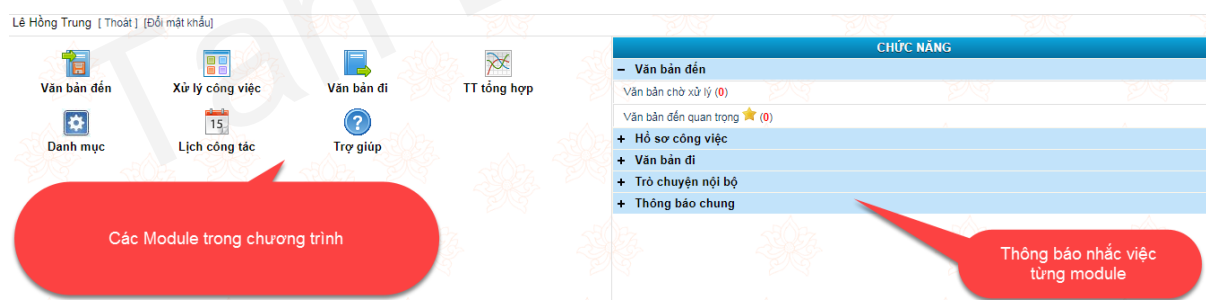 Lê Hồng Trung [ Thoát ] [Đổi mật khẩu]
Văn bản đến
Xử lý công việc
Văn bản đi
TT tổng hợp
Danh mục
15
Lịch công tác
?
Trợ giúp
Các Module trong chương trình
CHỨC NĂNG
− Văn bản đến
Văn bản chờ xử lý (0)
Văn bản đến quan trọng (0)
+ Hồ sơ công việc
+ Văn bản đi
+ Trò chuyện nội bộ
+ Thông báo chung
Thông báo nhắc việc
từng module